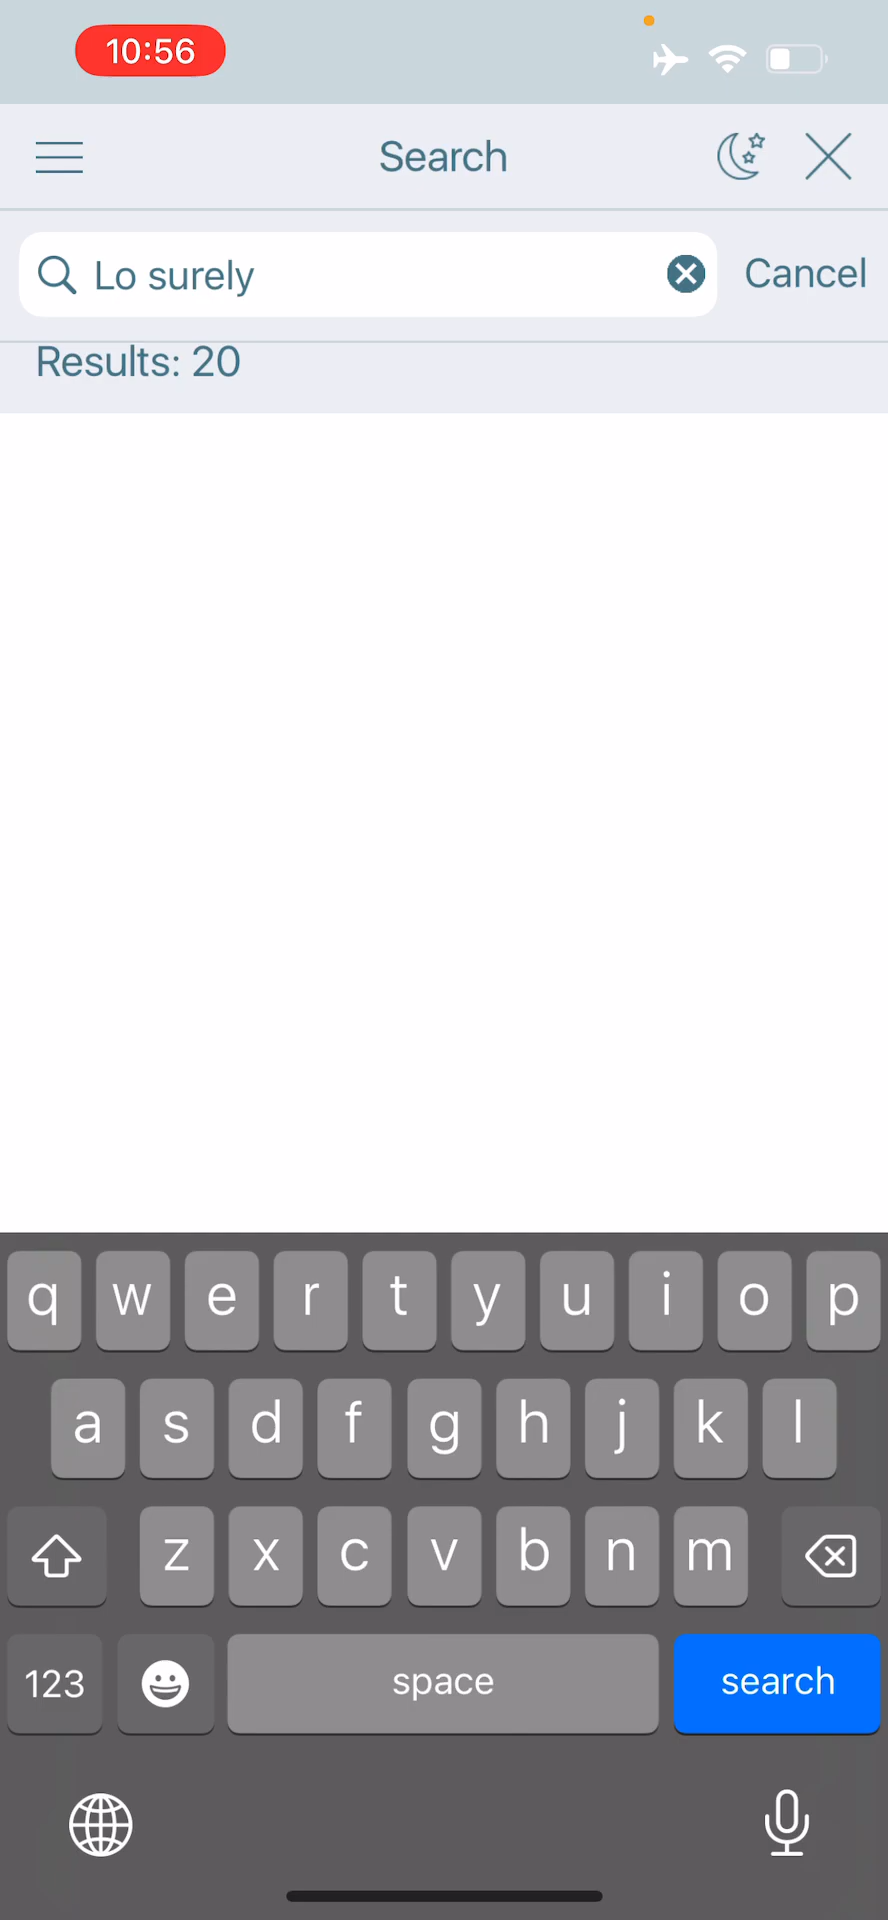 10:56
Search
Lo surely
Cancel
Results: 20
q w e r t y u i o p
a s d f g h j k l
z x c v b n m
123 space search